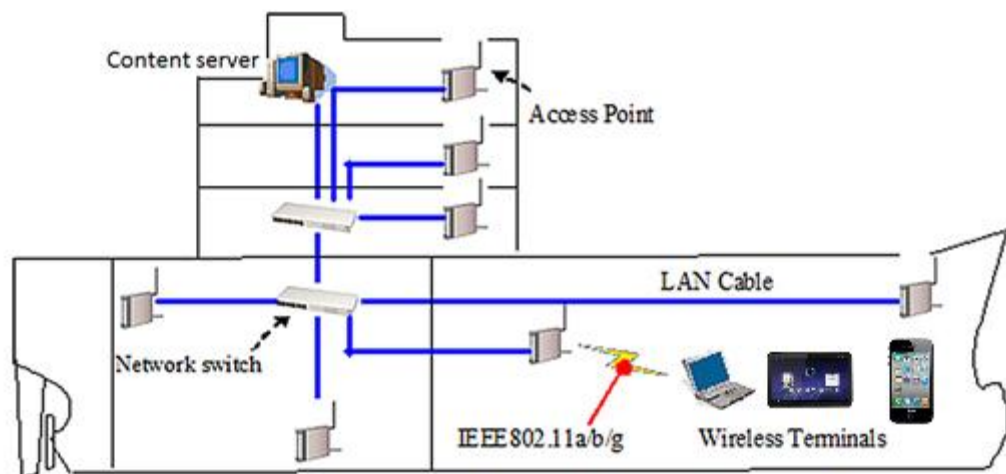 Content server
Access Point
LAN Cable
Network switch
IEEE802.11a/b/g
Wireless Terminals